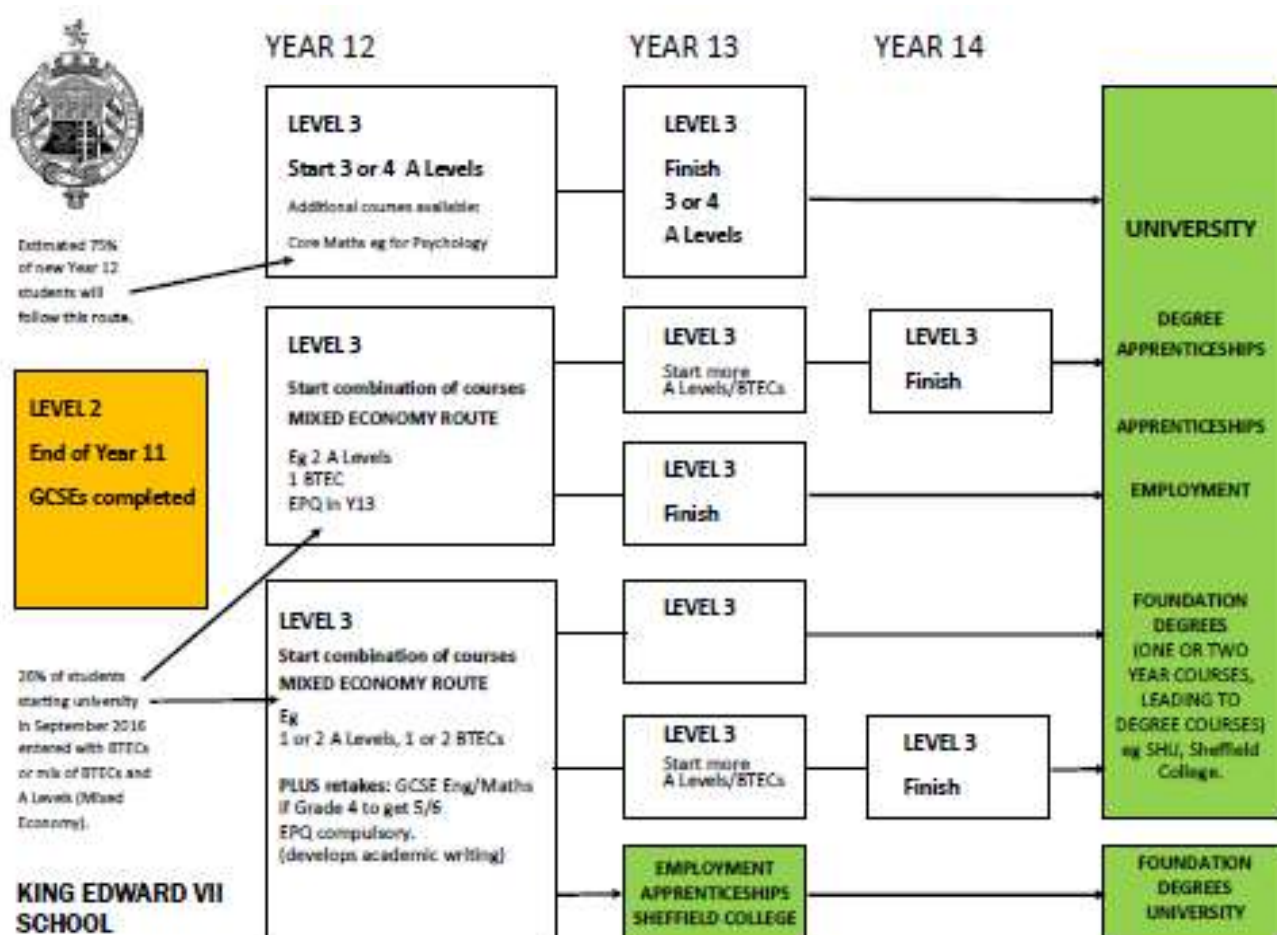 YEAR 12
YEAR 13
YEAR 14
LEVEL 3
Start 3 or 4 A Levels
Additional courses available:
Core Maths eg for Psychology
LEVEL 3
Finish
3 or 4
A Levels
Estimated 75%
of new Year 12
students will
follow this route.
LEVEL 3
Start combination of courses
MIXED ECONOMY ROUTE
Eg 2 A Levels
1 BTEC
EPQ in Y13
LEVEL 3
Start more
A Levels/BTECs
LEVEL 3
Finish
LEVEL 3
Finish
LEVEL 2
End of Year 11
GCSEs completed
LEVEL 3
Start combination of courses
MIXED ECONOMY ROUTE
Eg
1 or 2 A Levels, 1 or 2 BTECs
PLUS retakes: GCSE Eng/Maths
if Grade 4 to get 5/6
EPQ compulsory.
(develops academic writing)
LEVEL 3
LEVEL 3
Start more
A Levels/BTECs
LEVEL 3
Finish
EMPLOYMENT
APPRENTICESHIPS
SHEFFIELD COLLEGE
of students
starting university
in September 2016
entered with BTECs
or mix of BTECs and
A Levels (Mixed
Economy).
UNIVERSITY
DEGREE
APPRENTICESHIPS
APPRENTICESHIPS
EMPLOYMENT
FOUNDATION
DEGREES
(ONE OR TWO
YEAR COURSES,
LEADING TO
DEGREE COURSES)
eg SHU, Sheffield
College.
FOUNDATION
DEGREES
UNIVERSITY
KING EDWARD VII
SCHOOL